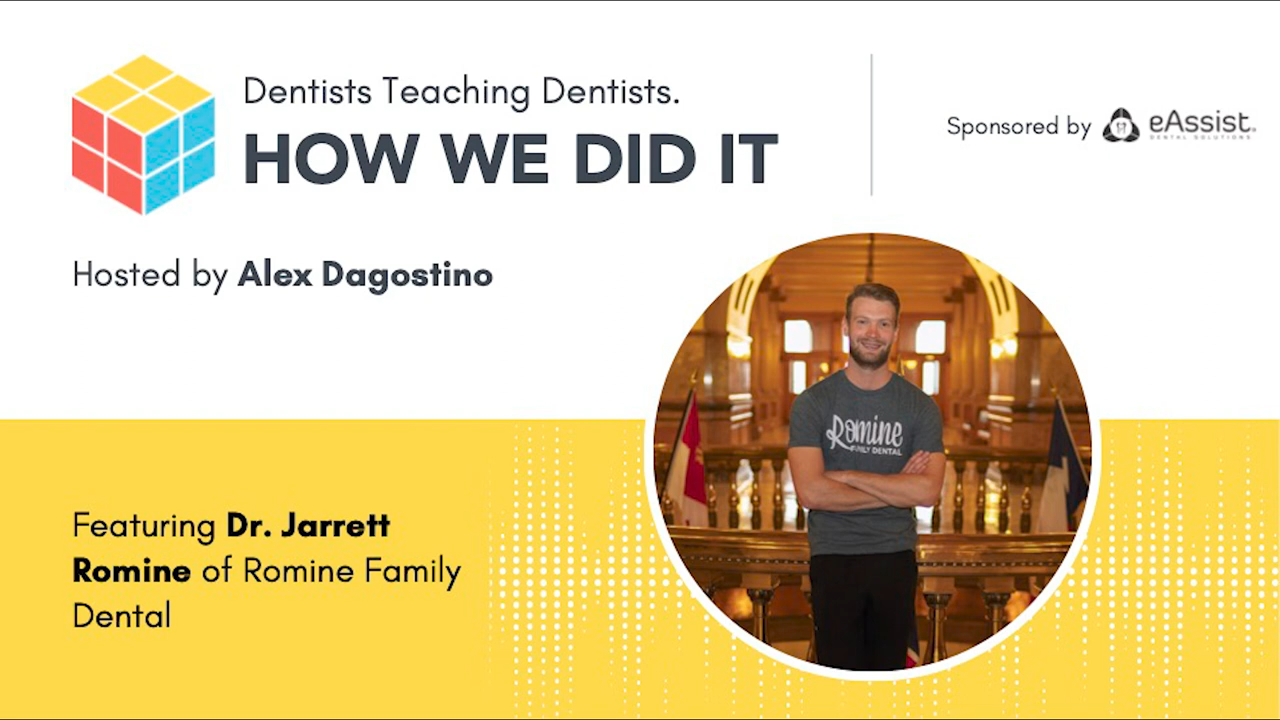 Dentists Teaching Dentists.
HOW WE DID IT
Sponsored by eAssist
DENTAL SOLUTIONS
Hosted by Alex Dagostino
Romine
FAMILY DENTAL
Featuring Dr. Jarrett
Romine of Romine Family
Dental